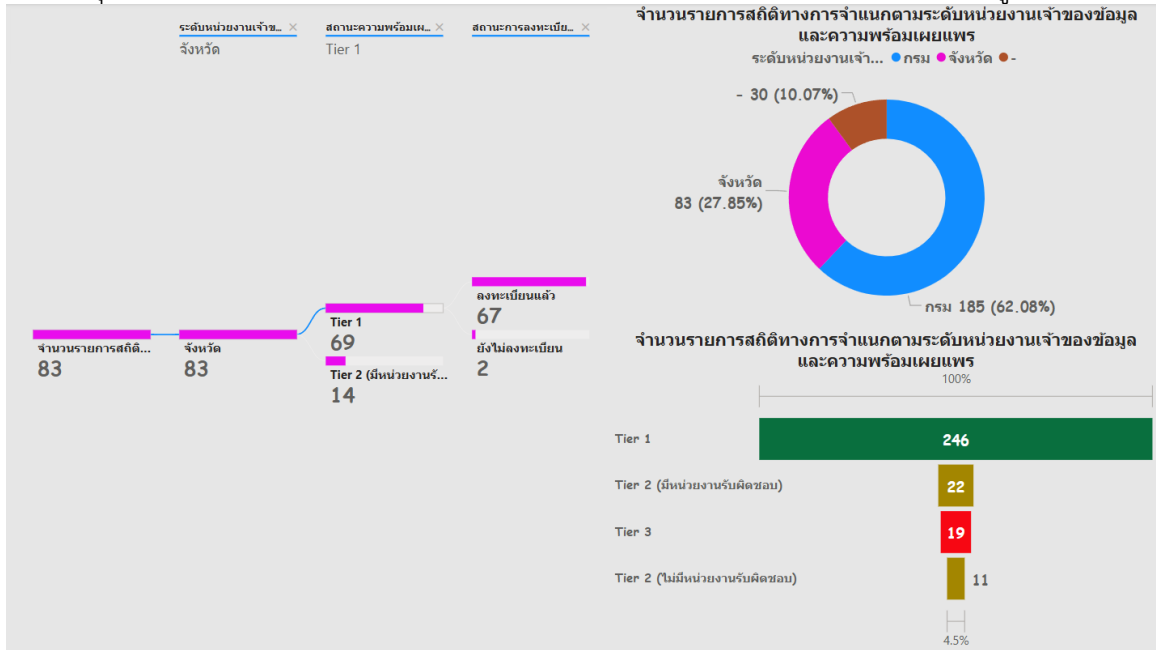 ระดับหน่วยงานเจ้าข... ×
สถานะความพร้อมเผ... ×
สถานะการลงทะเบีย... ×
จังหวัด
Tier 1
จำนวนรายการสถิติ...
83
จังหวัด
83
Tier 1
69
Tier 2 (มีหน่วยงานรั...
14
ลงทะเบียนแล้ว
67
ยังไม่ลงทะเบียน
2
จำนวนรายการสถิติทางการจำแนกตามระดับหน่วยงานเจ้าของข้อมูล
และความพร้อมเผยแพร
ระดับหน่วยงานเจ้า... กรม จังหวัด -
- 30 (10.07%)
จังหวัด
83 (27.85%)
กรม 185 (62.08%)
จำนวนรายการสถิติทางการจำแนกตามระดับหน่วยงานเจ้าของข้อมูล
และความพร้อมเผยแพร
100%
Tier 1 246
Tier 2 (มีหน่วยงานรับผิดชอบ) 22
Tier 3 19
Tier 2 (ไม่มีหน่วยงานรับผิดชอบ) 11
4.5%